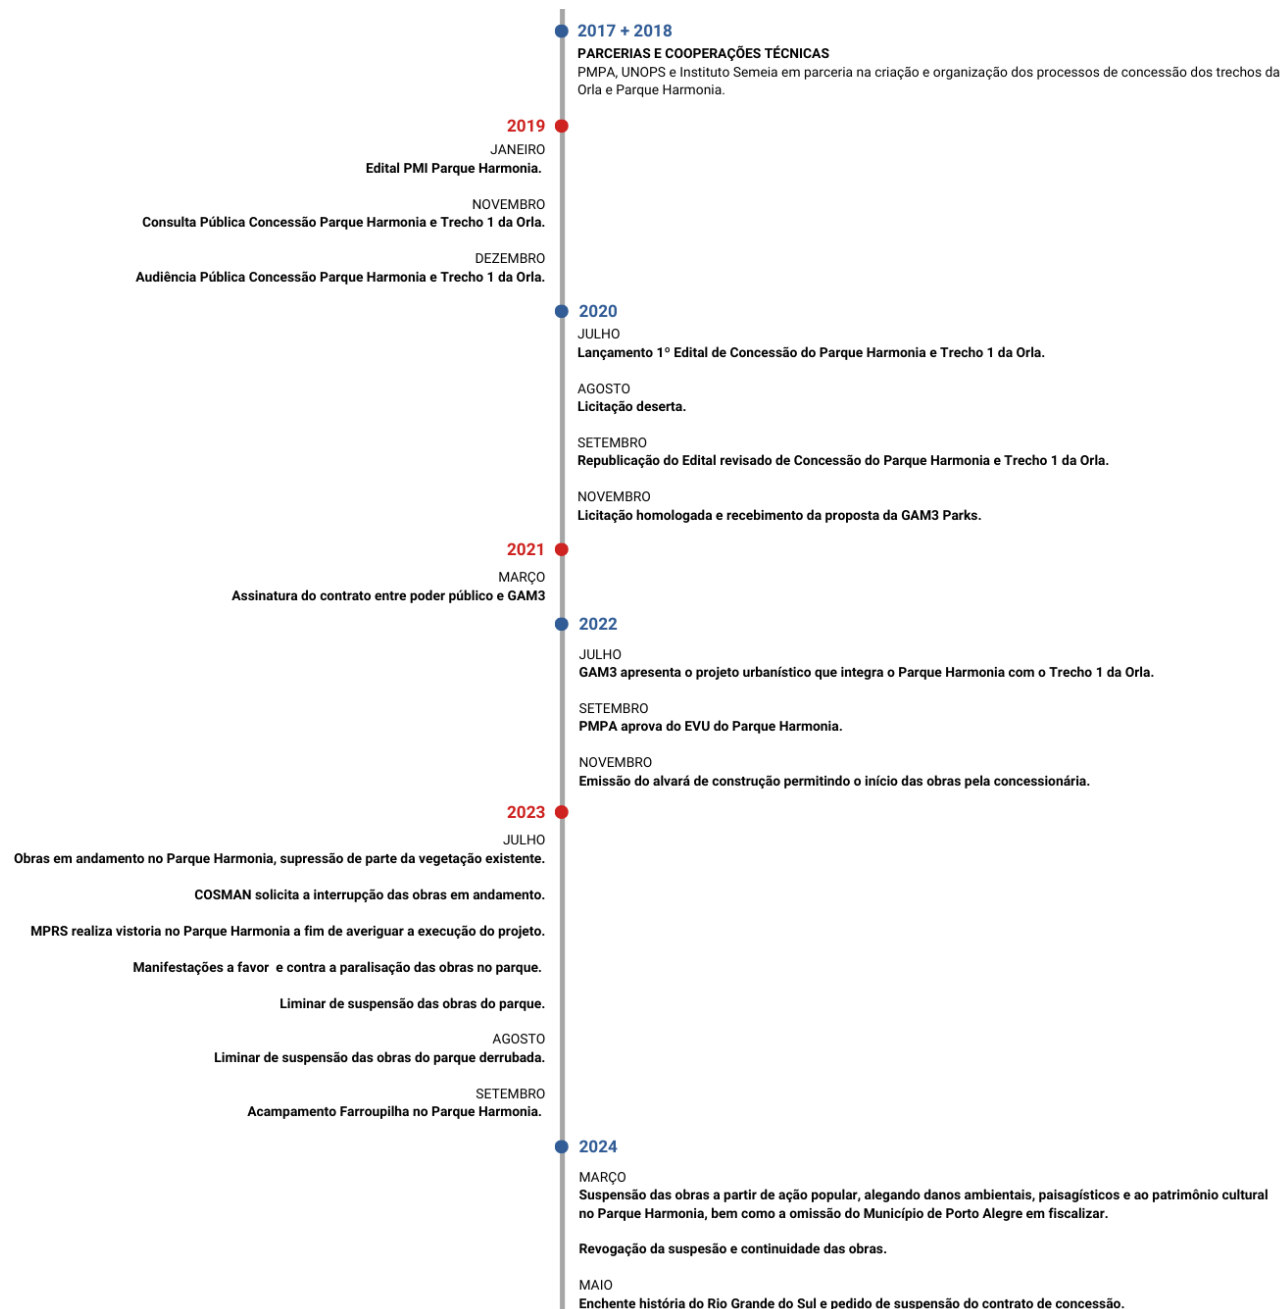 2017 + 2018
PARCERIAS E COOPERAÇÕES TÉCNICAS
PMPA, UNOPS e Instituto Semeia em parceria na criação e organização dos processos de concessão dos trechos da
Orla e Parque Harmonia.
2019
JANEIRO
Edital PMI Parque Harmonia.
NOVEMBRO
Consulta Pública Concessão Parque Harmonia e Trecho 1 da Orla.
DEZEMBRO
Audiência Pública Concessão Parque Harmonia e Trecho 1 da Orla.
2020
JULHO
Lançamento 1º Edital de Concessão do Parque Harmonia e Trecho 1 da Orla.
AGOSTO
Licitação deserta.
SETEMBRO
Republicação do Edital revisado de Concessão do Parque Harmonia e Trecho 1 da Orla.
NOVEMBRO
Licitação homologada e recebimento da proposta da GAM3 Parks.
2021
MARÇO
Assinatura do contrato entre poder público e GAM3
2022
JULHO
GAM3 apresenta o projeto urbanístico que integra o Parque Harmonia com o Trecho 1 da Orla.
SETEMBRO
PMPA aprova do EVU do Parque Harmonia.
NOVEMBRO
Emissão do alvará de construção permitindo o início das obras pela concessionária.
2023
JULHO
Obras em andamento no Parque Harmonia, supressão de parte da vegetação existente.
COSMAN solicita a interrupção das obras em andamento.
MPRS realiza vistoria no Parque Harmonia a fim de averiguar a execução do projeto.
Manifestações a favor e contra a paralisação das obras no parque.
Liminar de suspensão das obras do parque.
AGOSTO
Liminar de suspensão das obras do parque derrubada.
SETEMBRO
Acampamento Farroupilha no Parque Harmonia.
2024
MARÇO
Suspensão das obras a partir de ação popular, alegando danos ambientais, paisagísticos e ao patrimônio cultural
no Parque Harmonia, bem como a omissão do Município de Porto Alegre em fiscalizar.
Revogação da suspesão e continuidade das obras.
MAIO
Enchente história do Rio Grande do Sul e pedido de suspensão do contrato de concessão.